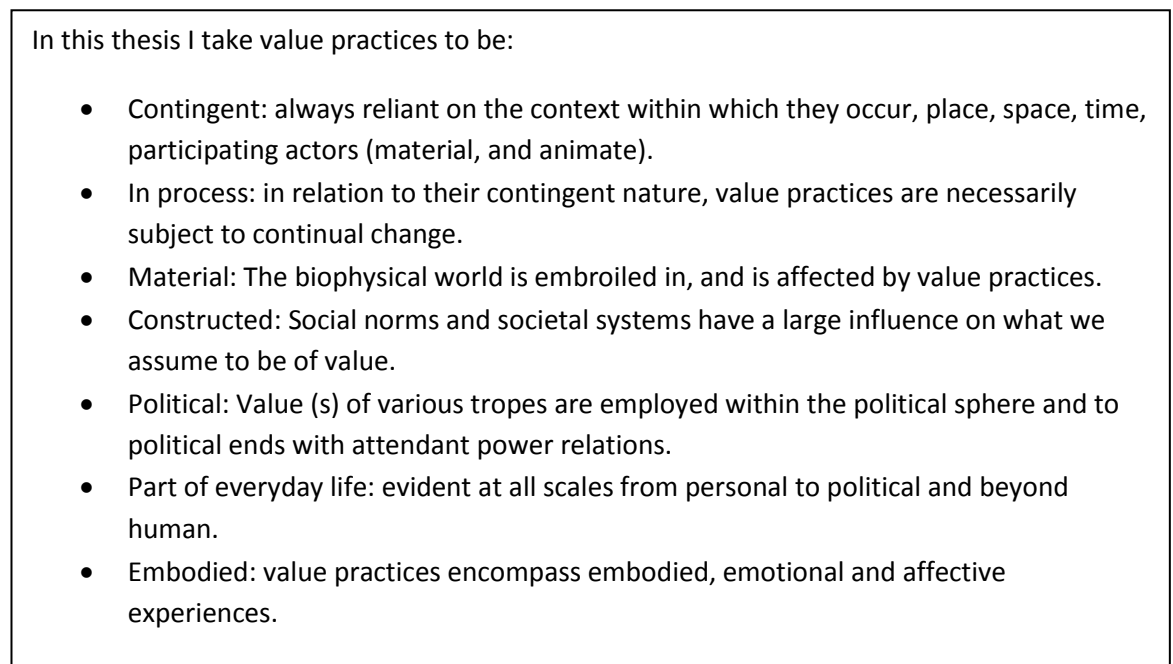 In this thesis I take value practices to be:
• Contingent: always reliant on the context within which they occur, place, space, time,
participating actors (material, and animate).
• In process: in relation to their contingent nature, value practices are necessarily
subject to continual change.
• Material: The biophysical world is embroiled in, and is affected by value practices.
• Constructed: Social norms and societal systems have a large influence on what we
assume to be of value.
• Political: Value (s) of various tropes are employed within the political sphere and to
political ends with attendant power relations.
• Part of everyday life: evident at all scales from personal to political and beyond
human.
• Embodied: value practices encompass embodied, emotional and affective
experiences.